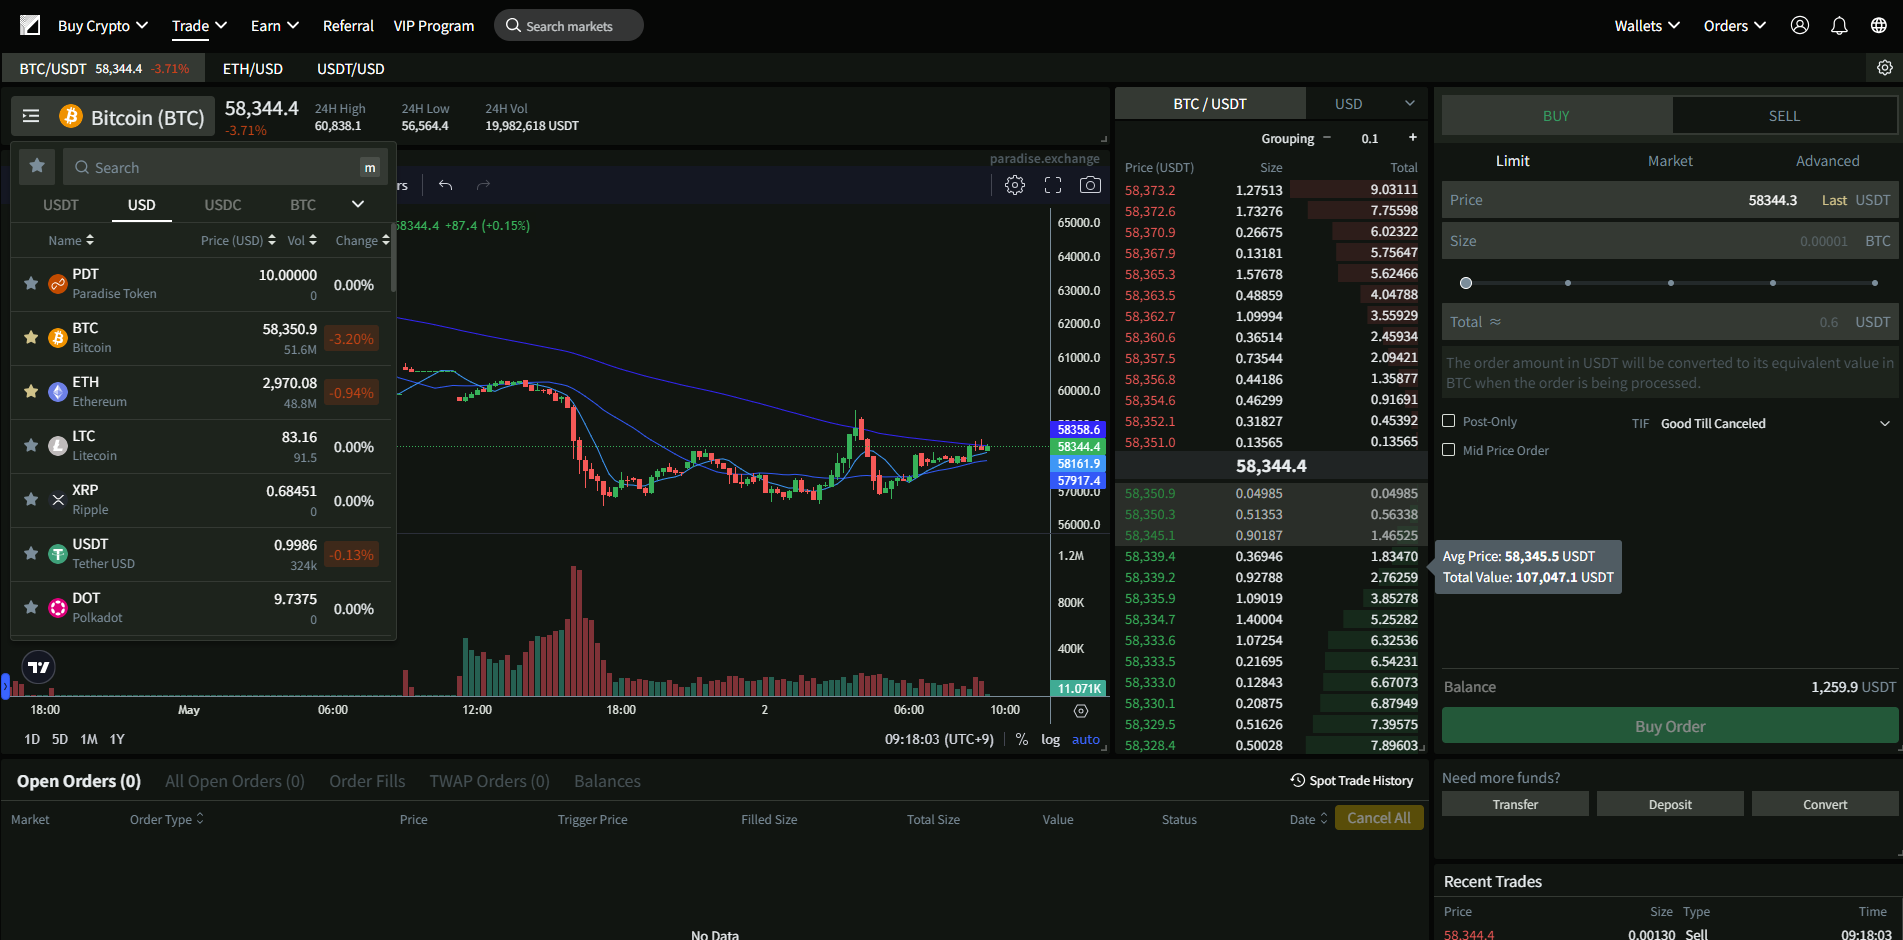 Buy Crypto Trade Earn Referral VIP Program Search markets Wallets Orders
BTC/USDT 58,344.4 -3.71% ETH/USD USDT/USD
Bitcoin (BTC) 58,344.4 -3.71%
24H High 60,838.1
24H Low 56,564.4
24H Vol 19,982,618 USDT
Search m
USDT USD USDC BTC
Name Price (USD) Vol Change
PDT 10.00000 0.00%
Paradise Token 0
BTC 58,350.9 -3.20%
Bitcoin 51.6M
ETH 2,970.08 -0.94%
Ethereum 48.8M
LTC 83.16 0.00%
Litecoin 91.5
XRP 0.68451 0.00%
Ripple 0
USDT 0.9986 -0.13%
Tether USD 324k
DOT 9.7375 0.00%
Polkadot 0
paradise.exchange
rs
58344.4 +87.4 (+0.15%)
65000.0
64000.0
63000.0
62000.0
61000.0
60000.0
58358.6
58344.4
58161.9
57917.4
57000.0
56000.0
1.2M
800K
400K
11.071K
18:00 May 06:00 12:00 18:00 2 06:00 10:00
1D 5D 1M 1Y 09:18:03 (UTC+9) % log auto
BTC / USDT USD
Grouping − 0.1 +
Price (USDT) Size Total
58,373.2 1.27513 9.03111
58,372.6 1.73276 7.75598
58,370.9 0.26675 6.02322
58,367.9 0.13181 5.75647
58,365.3 1.57678 5.62466
58,363.5 0.48859 4.04788
58,362.7 1.09994 3.55929
58,360.6 0.36514 2.45934
58,357.5 0.73544 2.09421
58,356.8 0.44186 1.35877
58,354.6 0.46299 0.91691
58,352.1 0.31827 0.45392
58,351.0 0.13565 0.13565
58,344.4
58,350.9 0.04985 0.04985
58,350.3 0.51353 0.56338
58,345.1 0.90187 1.46525
58,339.4 0.36946 1.83470
58,339.2 0.92788 2.76259
58,335.9 1.09019 3.85278
58,334.7 1.40004 5.25282
58,333.6 1.07254 6.32536
58,333.5 0.21695 6.54231
58,333.0 0.12843 6.67073
58,330.1 0.20875 6.87949
58,329.5 0.51626 7.39575
58,328.4 0.50028 7.89603
Avg Price: 58,345.5 USDT
Total Value: 107,047.1 USDT
BUY SELL
Limit Market Advanced
Price 58344.3 Last USDT
Size 0.00001 BTC
Total ≈ 0.6 USDT
The order amount in USDT will be converted to its equivalent value in
BTC when the order is being processed.
Post-Only TIF Good Till Canceled
Mid Price Order
Balance 1,259.9 USDT
Buy Order
Need more funds?
Transfer Deposit Convert
Recent Trades
Price Size Type Time
58,344.4 0.00130 Sell 09:18:03
Open Orders (0) All Open Orders (0) Order Fills TWAP Orders (0) Balances Spot Trade History
Market Order Type Price Trigger Price Filled Size Total Size Value Status Date Cancel All
No Data